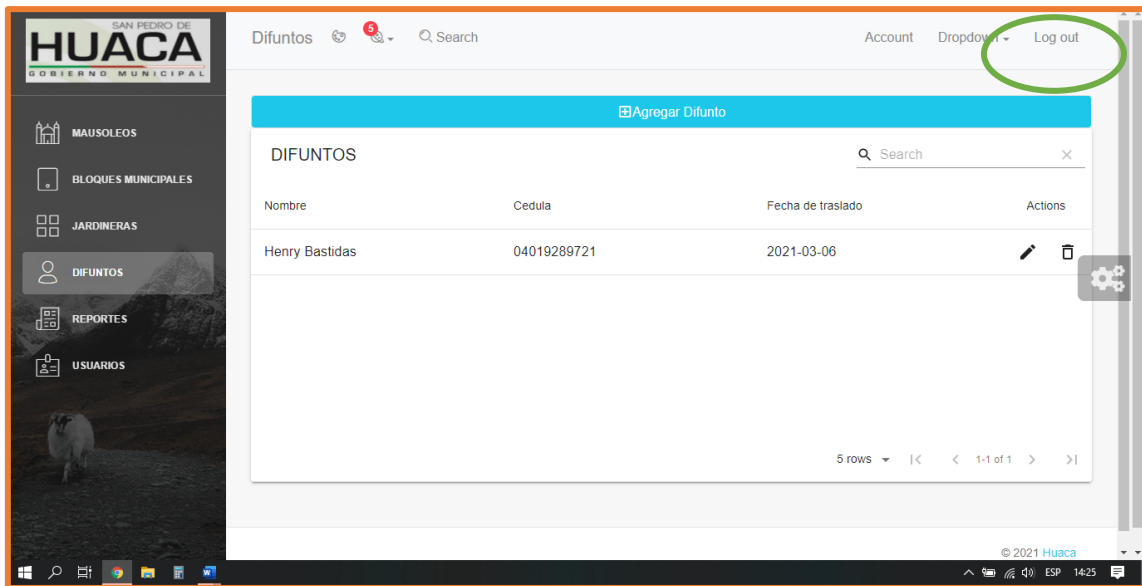 SAN PEDRO DE
HUACA
GOBIERNO MUNICIPAL
MAUSOLEOS
BLOQUES MUNICIPALES
JARDINERAS
DIFUNTOS
REPORTES
USUARIOS
Difuntos 5 Search Account Dropdown Log out
Agregar Difunto
DIFUNTOS Search
Nombre Cedula Fecha de traslado Actions
Henry Bastidas 04019289721 2021-03-06
5 rows 1-1 of 1
© 2021 Huaca
ESP 14:25